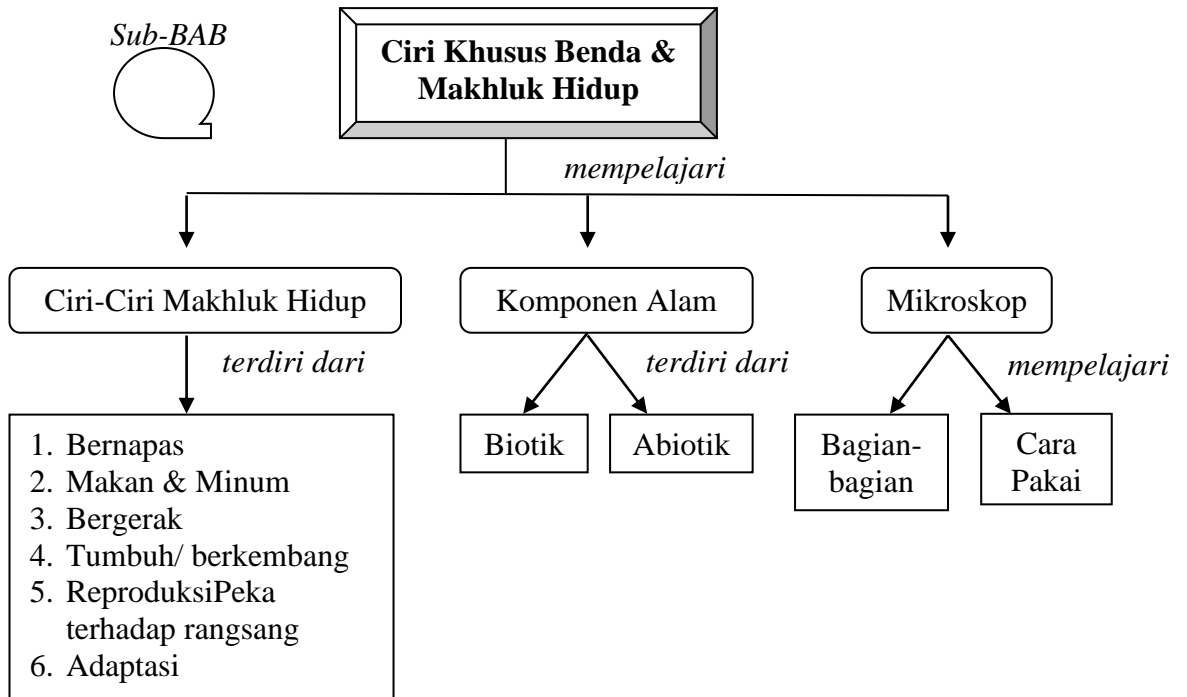 Sub-BAB
Ciri Khusus Benda &
Makhluk Hidup
mempelajari
Ciri-Ciri Makhluk Hidup
Komponen Alam
Mikroskop
terdiri dari
terdiri dari
mempelajari
1. Bernapas
2. Makan & Minum
3. Bergerak
4. Tumbuh/ berkembang
5. ReproduksiPeka
terhadap rangsang
6. Adaptasi
Biotik
Abiotik
Bagian-
bagian
Cara
Pakai